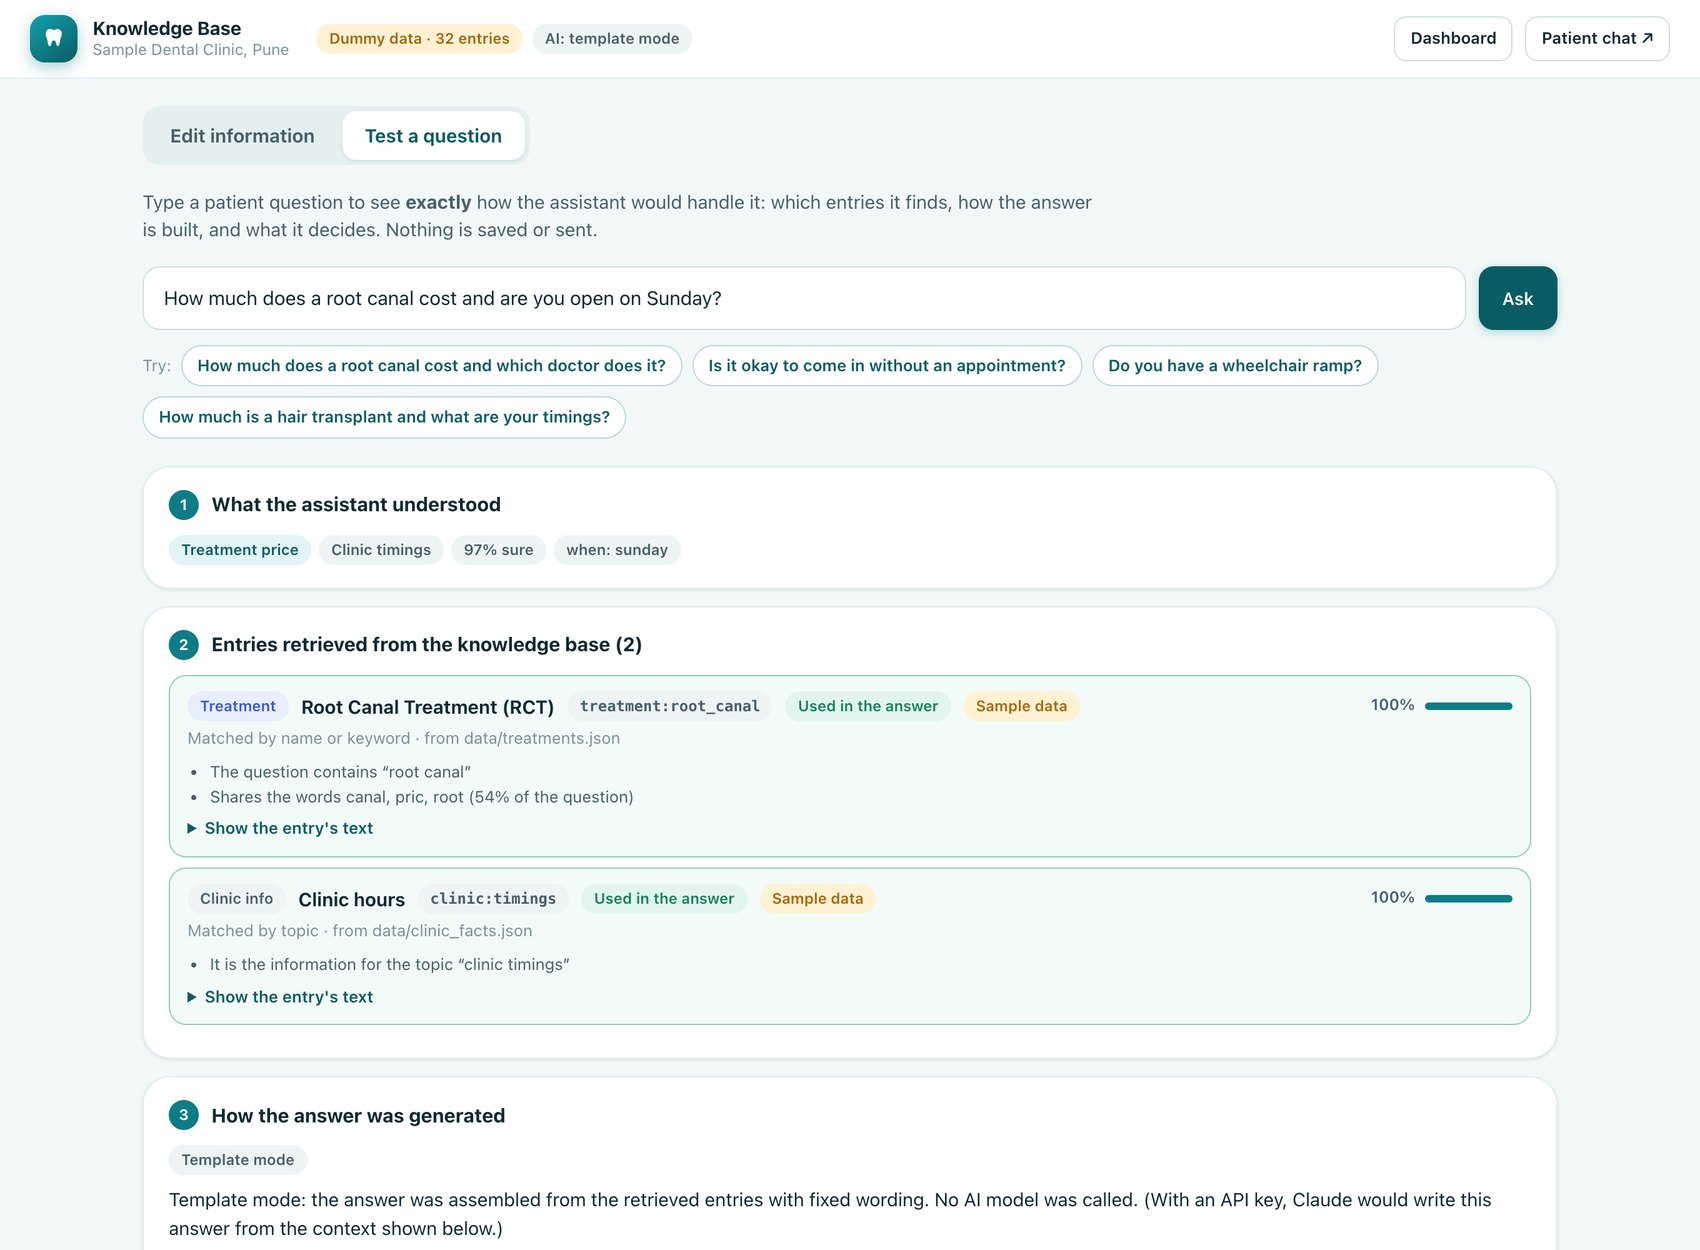 Knowledge Base
Sample Dental Clinic, Pune
Dummy data · 32 entries
AI: template mode
Dashboard
Patient chat ↗
Edit information
Test a question
Type a patient question to see exactly how the assistant would handle it: which entries it finds, how the answer
is built, and what it decides. Nothing is saved or sent.
How much does a root canal cost and are you open on Sunday?
Ask
Try:
How much does a root canal cost and which doctor does it?
Is it okay to come in without an appointment?
Do you have a wheelchair ramp?
How much is a hair transplant and what are your timings?
1 What the assistant understood
Treatment price
Clinic timings
97% sure
when: sunday
2 Entries retrieved from the knowledge base (2)
Treatment Root Canal Treatment (RCT) treatment:root_canal Used in the answer Sample data 100%
Matched by name or keyword · from data/treatments.json
• The question contains “root canal”
• Shares the words canal, pric, root (54% of the question)
▶ Show the entry's text
Clinic info Clinic hours clinic:timings Used in the answer Sample data 100%
Matched by topic · from data/clinic_facts.json
• It is the information for the topic “clinic timings”
▶ Show the entry's text
3 How the answer was generated
Template mode
Template mode: the answer was assembled from the retrieved entries with fixed wording. No AI model was called. (With an API key, Claude would write this
answer from the context shown below.)